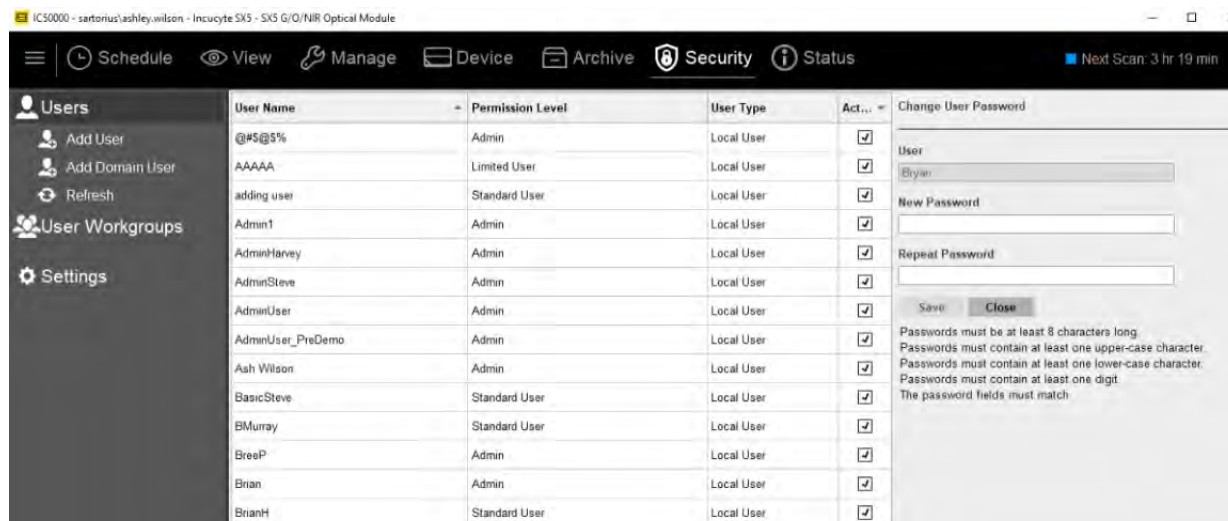 IC50000 - sartorius\ashley.wilson - Incucyte SX5 - SX5 G/O/NIR Optical Module
Schedule View Manage Device Archive Security Status Next Scan: 3 hr 19 min
Users
Add User
Add Domain User
Refresh
User Workgroups
Settings
User Name Permission Level User Type Act...
@#$@$% Admin Local User
AAAAA Limited User Local User
adding user Standard User Local User
Admin1 Admin Local User
AdminHarvey Admin Local User
AdminSteve Admin Local User
AdminUser Admin Local User
AdminUser_PreDemo Admin Local User
Ash Wilson Admin Local User
BasicSteve Standard User Local User
BMurray Standard User Local User
BreeP Admin Local User
Brian Admin Local User
BrianH Standard User Local User
Change User Password
User
Bryan
New Password
Repeat Password
Save Close
Passwords must be at least 8 characters long.
Passwords must contain at least one upper-case character.
Passwords must contain at least one lower-case character.
Passwords must contain at least one digit
The password fields must match